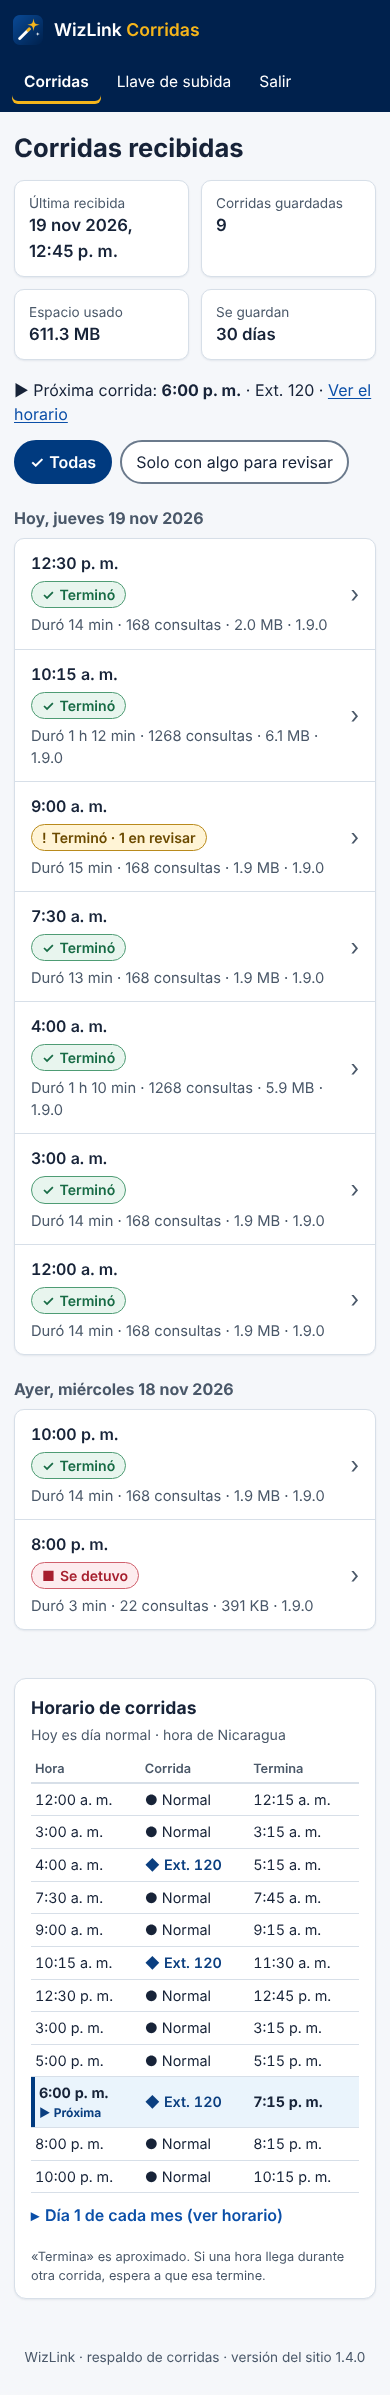 WizLink Corridas
Corridas
Llave de subida
Salir
Corridas recibidas
Última recibida
19 nov 2026,
12:45 p. m.
Corridas guardadas
9
Espacio usado
611.3 MB
Se guardan
30 días
▶ Próxima corrida: 6:00 p. m. · Ext. 120 · Ver el
horario
✓ Todas
Solo con algo para revisar
Hoy, jueves 19 nov 2026
12:30 p. m.
✓ Terminó
Duró 14 min · 168 consultas · 2.0 MB · 1.9.0
10:15 a. m.
✓ Terminó
Duró 1 h 12 min · 1268 consultas · 6.1 MB ·
1.9.0
9:00 a. m.
! Terminó · 1 en revisar
Duró 15 min · 168 consultas · 1.9 MB · 1.9.0
7:30 a. m.
✓ Terminó
Duró 13 min · 168 consultas · 1.9 MB · 1.9.0
4:00 a. m.
✓ Terminó
Duró 1 h 10 min · 1268 consultas · 5.9 MB ·
1.9.0
3:00 a. m.
✓ Terminó
Duró 14 min · 168 consultas · 1.9 MB · 1.9.0
12:00 a. m.
✓ Terminó
Duró 14 min · 168 consultas · 1.9 MB · 1.9.0
Ayer, miércoles 18 nov 2026
10:00 p. m.
✓ Terminó
Duró 14 min · 168 consultas · 1.9 MB · 1.9.0
8:00 p. m.
■ Se detuvo
Duró 3 min · 22 consultas · 391 KB · 1.9.0
Horario de corridas
Hoy es día normal · hora de Nicaragua
Hora Corrida Termina
12:00 a. m. ● Normal 12:15 a. m.
3:00 a. m. ● Normal 3:15 a. m.
4:00 a. m. ◆ Ext. 120 5:15 a. m.
7:30 a. m. ● Normal 7:45 a. m.
9:00 a. m. ● Normal 9:15 a. m.
10:15 a. m. ◆ Ext. 120 11:30 a. m.
12:30 p. m. ● Normal 12:45 p. m.
3:00 p. m. ● Normal 3:15 p. m.
5:00 p. m. ● Normal 5:15 p. m.
6:00 p. m. ◆ Ext. 120 7:15 p. m.
▶ Próxima
8:00 p. m. ● Normal 8:15 p. m.
10:00 p. m. ● Normal 10:15 p. m.
▸ Día 1 de cada mes (ver horario)
«Termina» es aproximado. Si una hora llega durante
otra corrida, espera a que esa termine.
WizLink · respaldo de corridas · versión del sitio 1.4.0